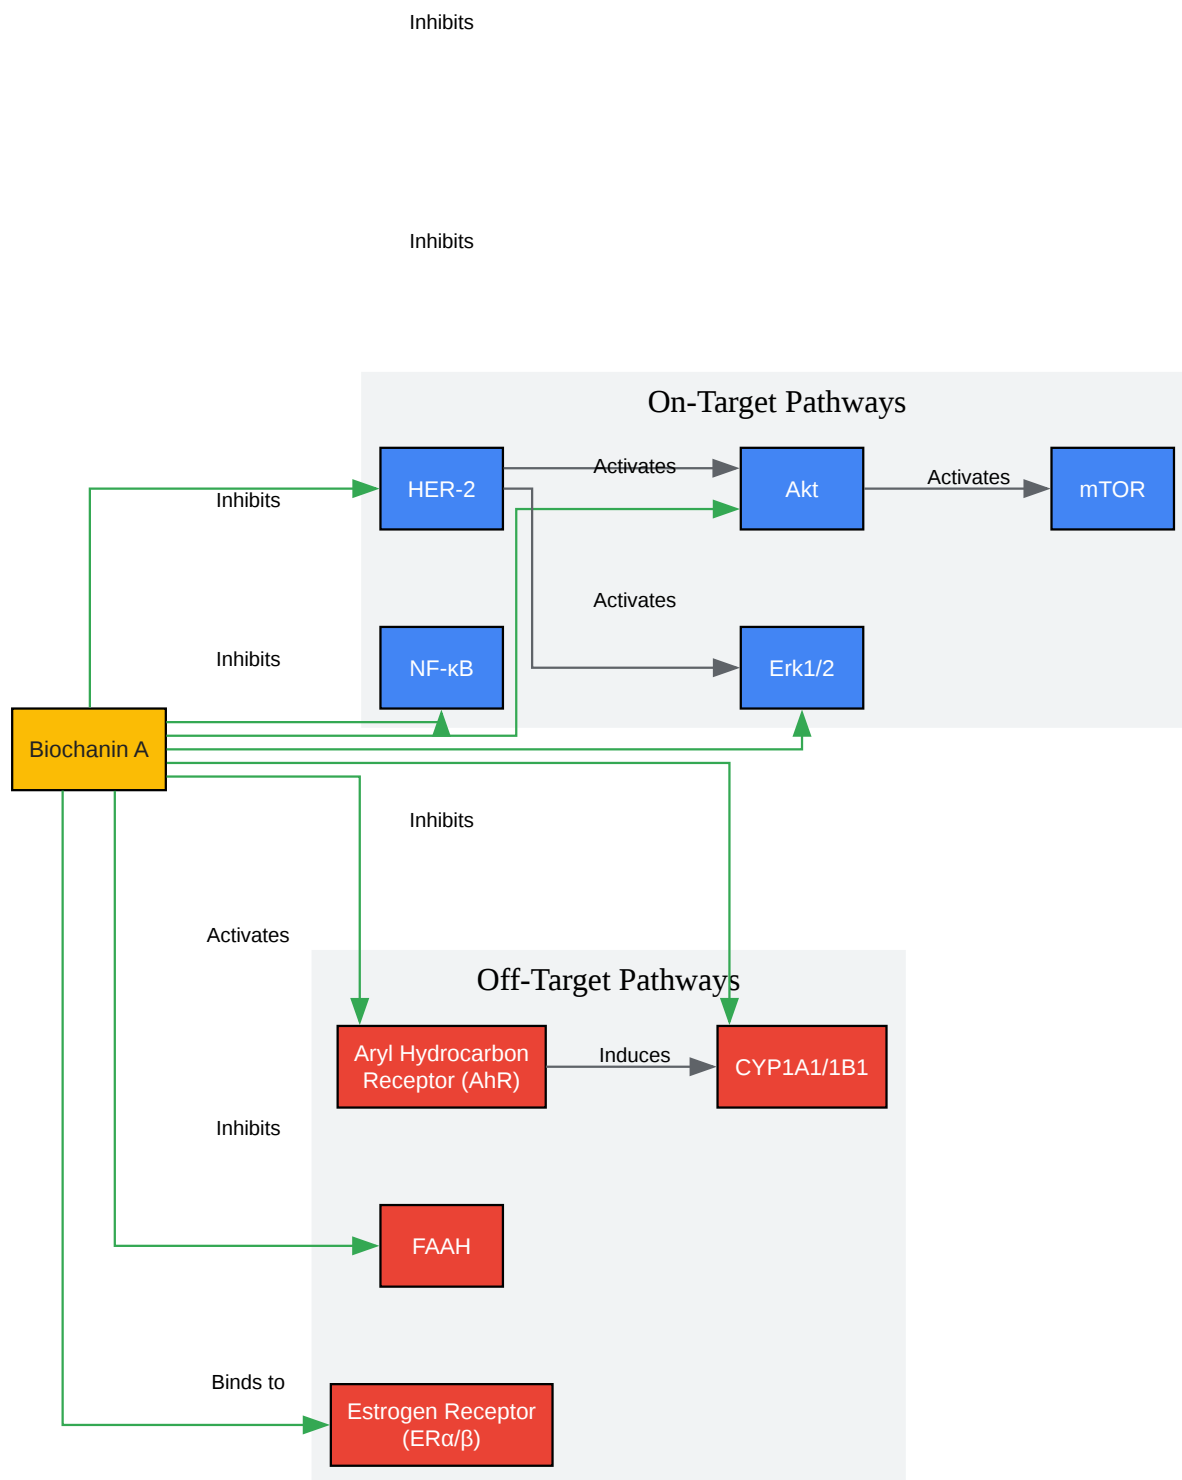 Inhibits
Inhibits
On-Target Pathways
HER-2
Activates
Akt
Activates
mTOR
Inhibits
Activates
Inhibits
NF-κB
Erk1/2
Biochanin A
Inhibits
Activates
Off-Target Pathways
Aryl Hydrocarbon
Receptor (AhR)
Induces
CYP1A1/1B1
Inhibits
FAAH
Binds to
Estrogen Receptor
(ERα/β)